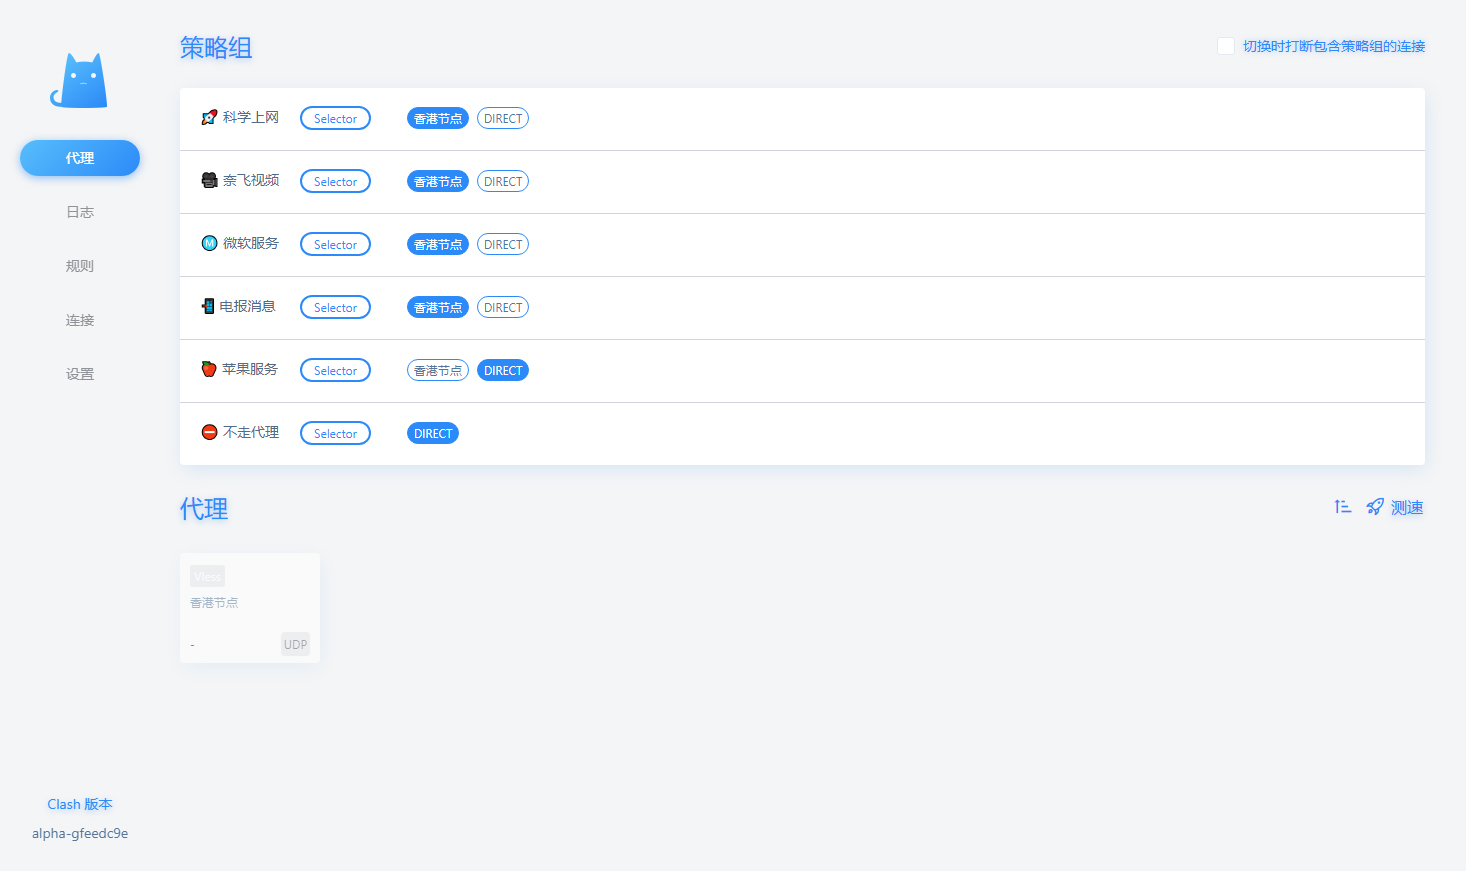 策略组
切换时打断包含策略组的连接
代理
日志
规则
连接
设置
科学上网 Selector 香港节点 DIRECT
奈飞视频 Selector 香港节点 DIRECT
微软服务 Selector 香港节点 DIRECT
电报消息 Selector 香港节点 DIRECT
苹果服务 Selector 香港节点 DIRECT
不走代理 Selector DIRECT
代理
测速
Vless
香港节点
- UDP
Clash 版本
alpha-gfeedc9e